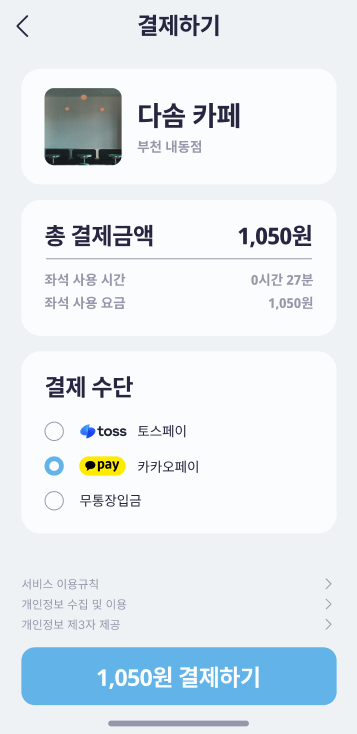 결제하기
다솜 카페
부천 내동점
총 결제금액 1,050원
좌석 사용 시간 0시간 27분
좌석 사용 요금 1,050원
결제 수단
toss 토스페이
pay 카카오페이
무통장입금
서비스 이용규칙
개인정보 수집 및 이용
개인정보 제3자 제공
1,050원 결제하기